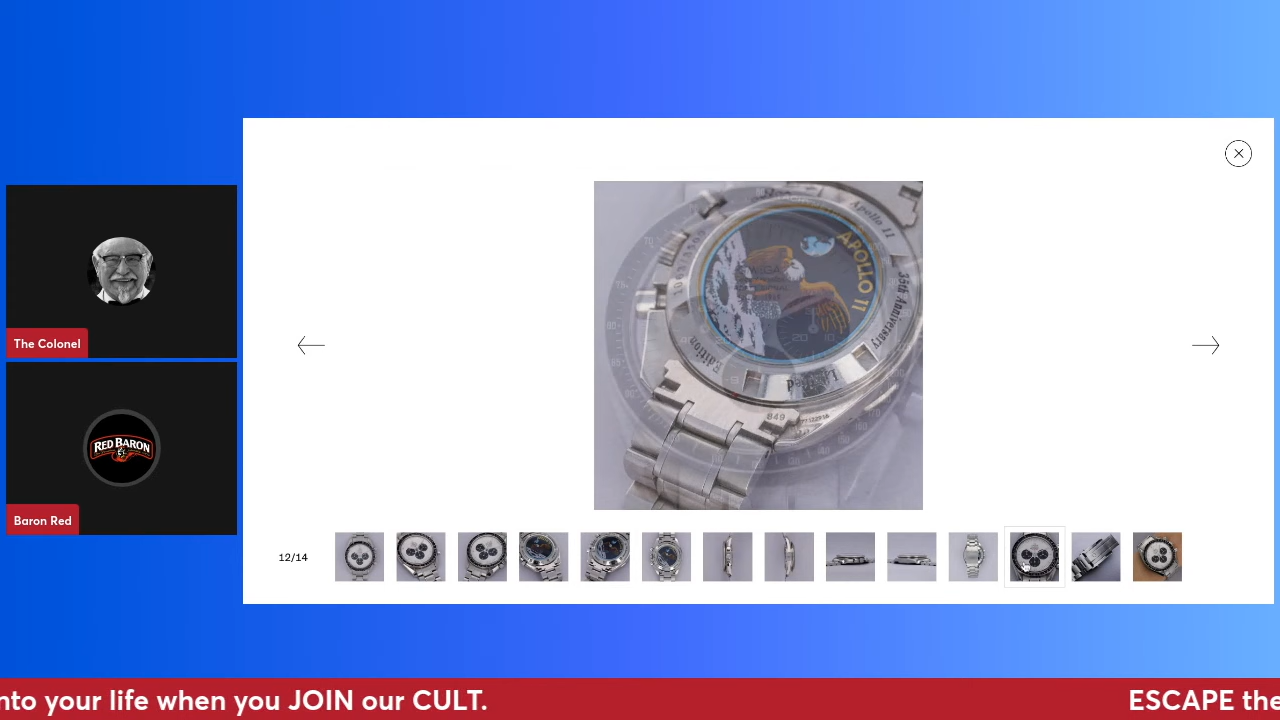 The Colonel
RED BARON
Baron Red
APOLLO 11
Apollo 11
35th Anniversary
Limited
Edition
849
12/14
nto your life when you JOIN our CULT.
ESCAPE the